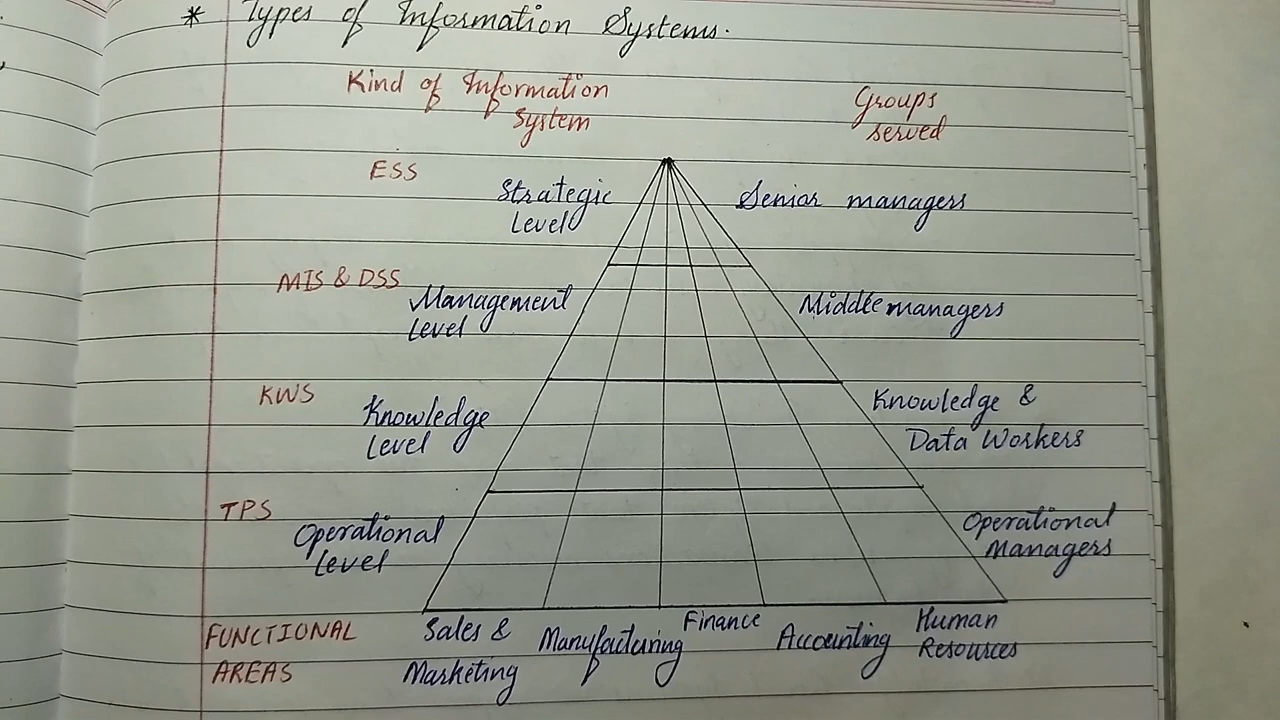 * Types of Information Systems.
Kind of Information
System
Groups
served
ESS
Strategic
Level
Senior managers
MIS & DSS
Management
Level
Middle managers
KWS
Knowledge
Level
Knowledge &
Data Workers
TPS
Operational
Level
Operational
Managers
FUNCTIONAL
AREAS
Sales &
Marketing
Manufacturing
Finance
Accounting
Human
Resources